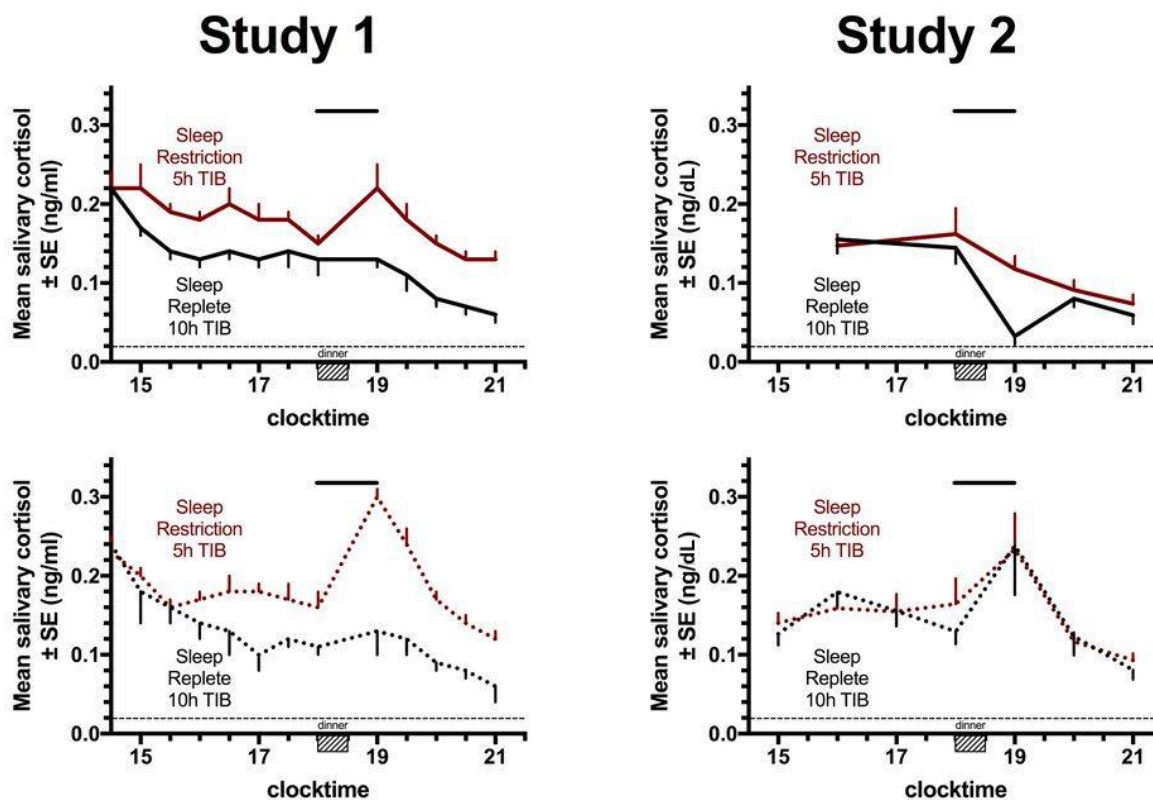 Study 1
Mean salivary cortisol
± SE (ng/ml)
0.3
0.2
0.1
0.0
Sleep
Restriction
5h TIB
Sleep
Replete
10h TIB
dinner
15
17
19
21
clocktime
Study 2
Mean salivary cortisol
± SE (ng/dL)
0.3
0.2
0.1
0.0
Sleep
Restriction
5h TIB
Sleep
Replete
10h TIB
dinner
15
17
19
21
clocktime
Mean salivary cortisol
± SE (ng/ml)
0.3
0.2
0.1
0.0
Sleep
Restriction
5h TIB
Sleep
Replete
10h TIB
dinner
15
17
19
21
clocktime
Mean salivary cortisol
± SE (ng/dL)
0.3
0.2
0.1
0.0
Sleep
Restriction
5h TIB
Sleep
Replete
10h TIB
dinner
15
17
19
21
clocktime